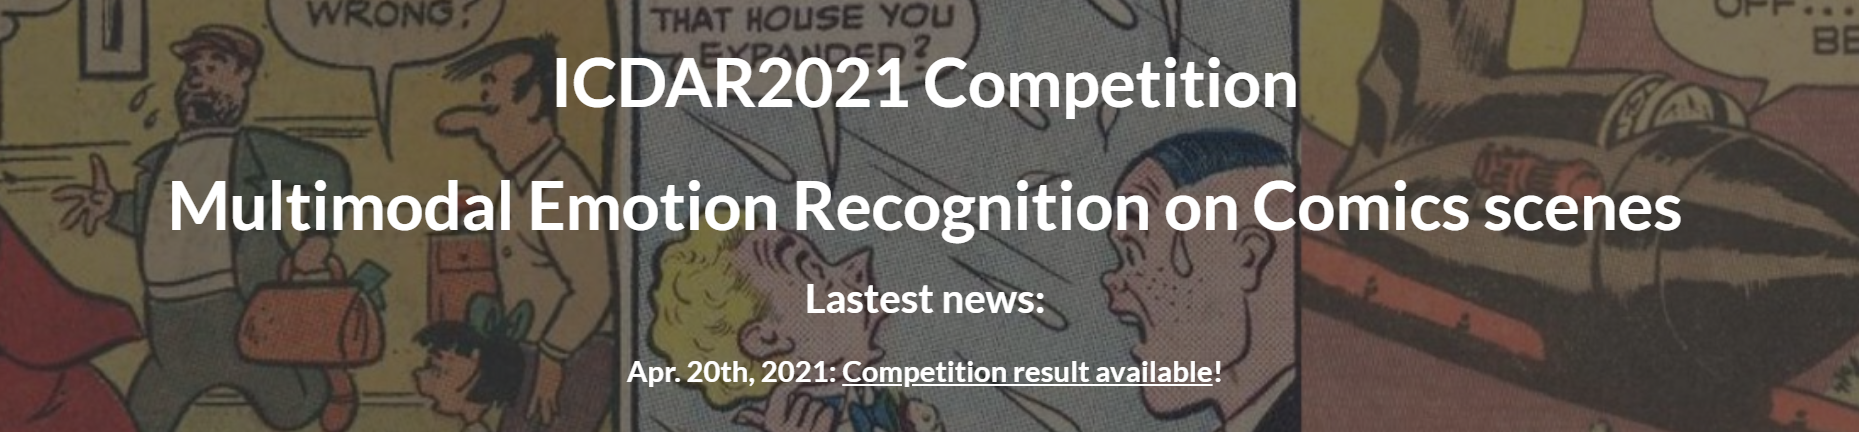 WRONG?
THAT HOUSE YOU
EXPANDED?
OFF...
BE
ICDAR2021 Competition
Multimodal Emotion Recognition on Comics scenes
Lastest news:
Apr. 20th, 2021: Competition result available!